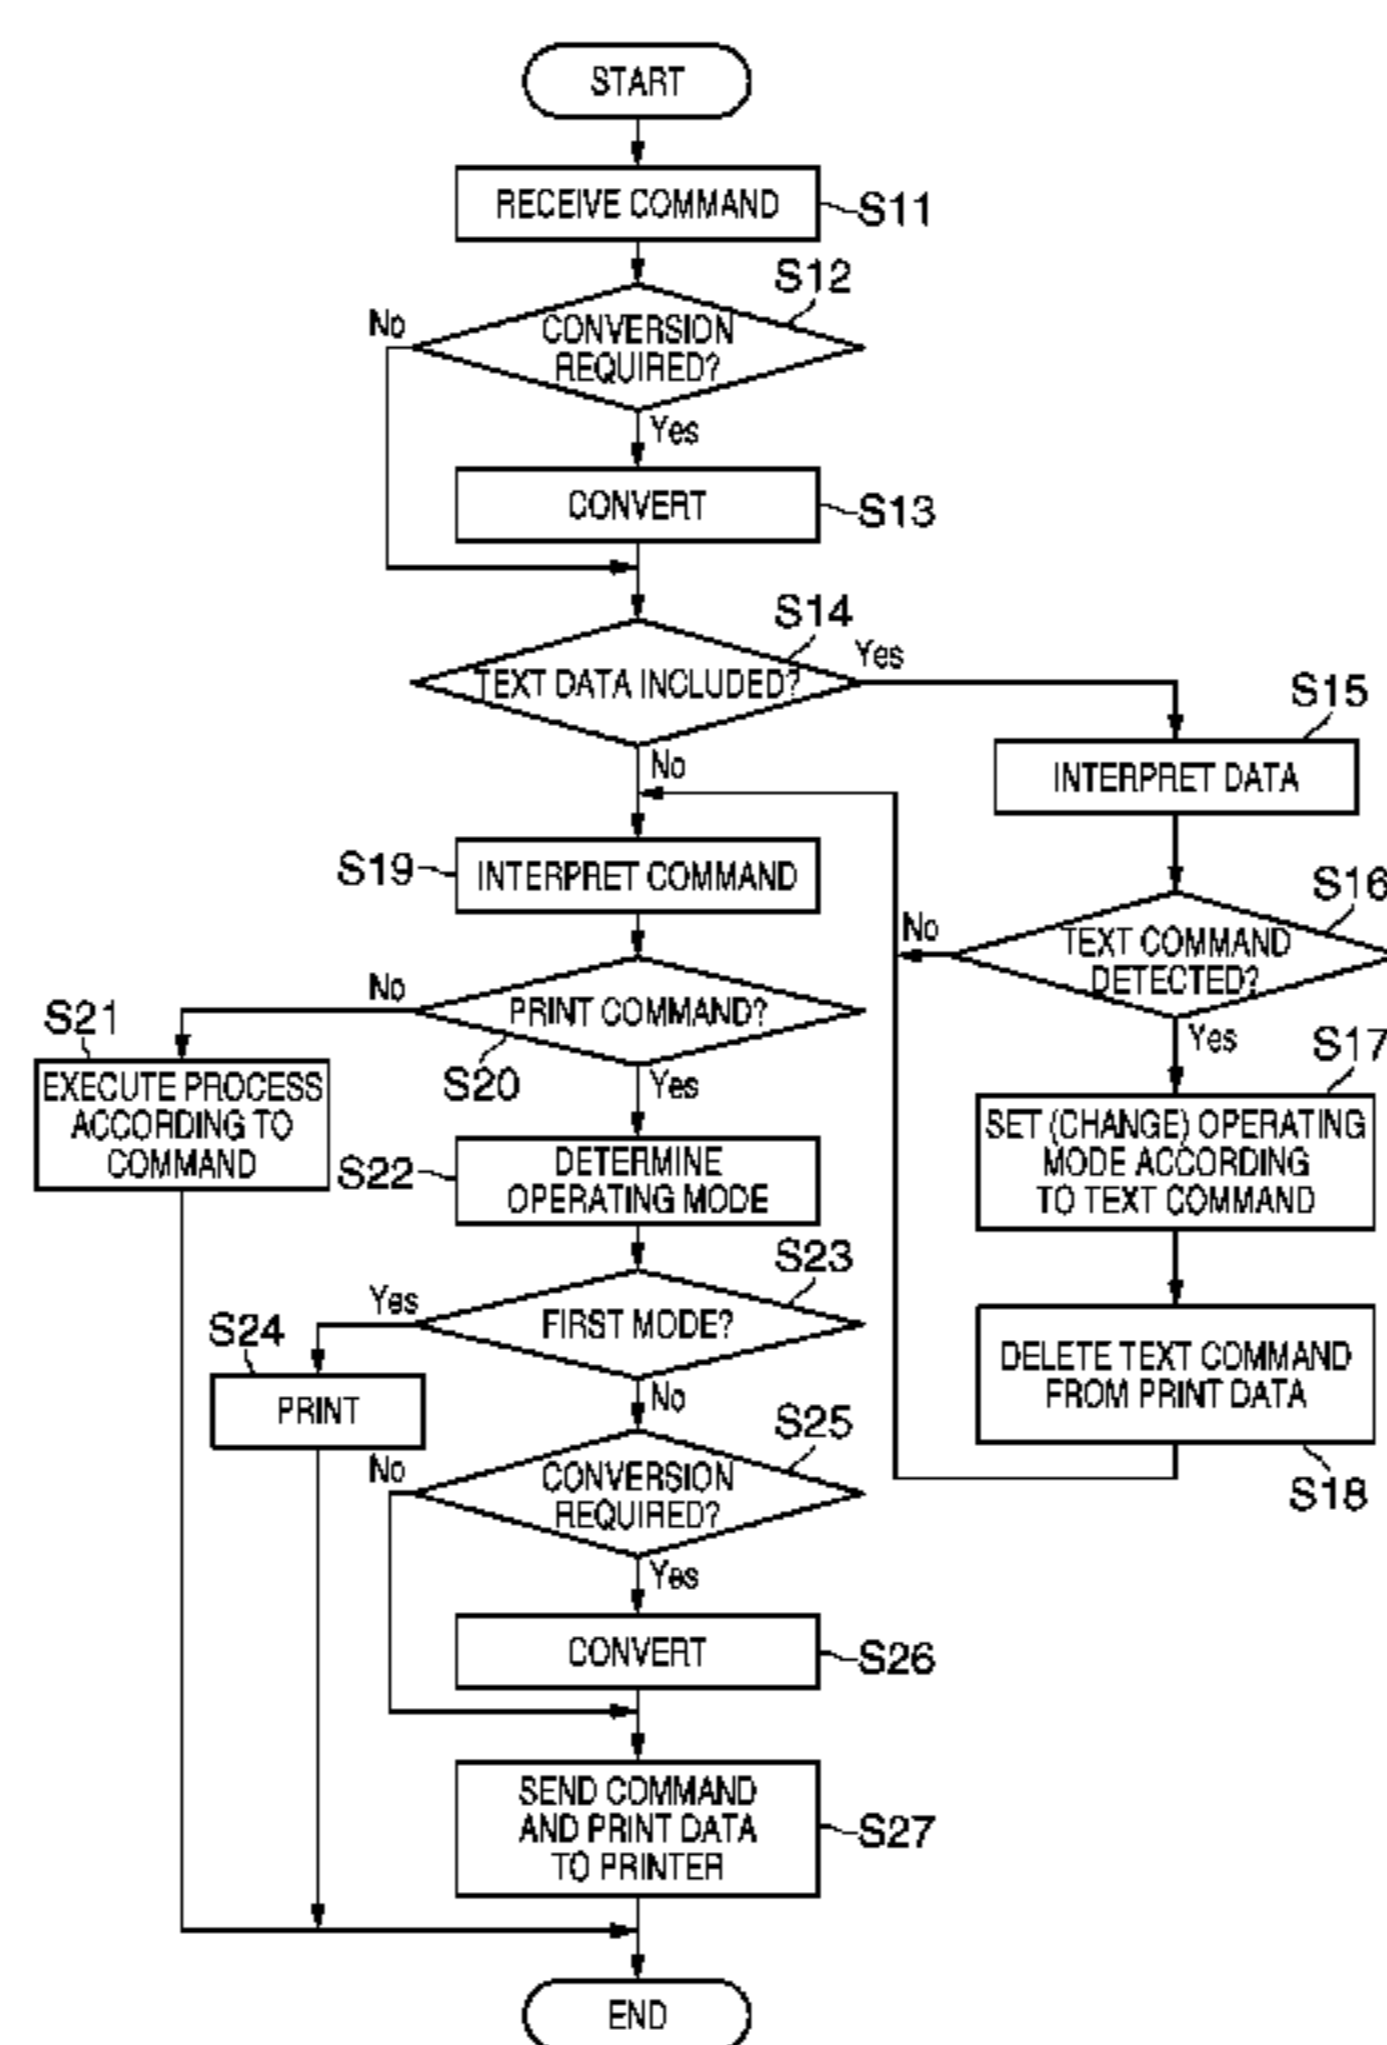 START
RECEIVE COMMAND
S11
S12
No
CONVERSION
REQUIRED?
Yes
CONVERT
S13
S14
TEXT DATA INCLUDED?
Yes
No
S15
INTERPRET DATA
S16
TEXT COMMAND
DETECTED?
No
Yes
S17
SET (CHANGE) OPERATING
MODE ACCORDING
TO TEXT COMMAND
DELETE TEXT COMMAND
FROM PRINT DATA
S18
S19
INTERPRET COMMAND
No
PRINT COMMAND?
S20
Yes
S21
EXECUTE PROCESS
ACCORDING TO
COMMAND
S22
DETERMINE
OPERATING MODE
S23
Yes
FIRST MODE?
No
S24
PRINT
S25
No
CONVERSION
REQUIRED?
Yes
CONVERT
S26
SEND COMMAND
AND PRINT DATA
TO PRINTER
S27
END